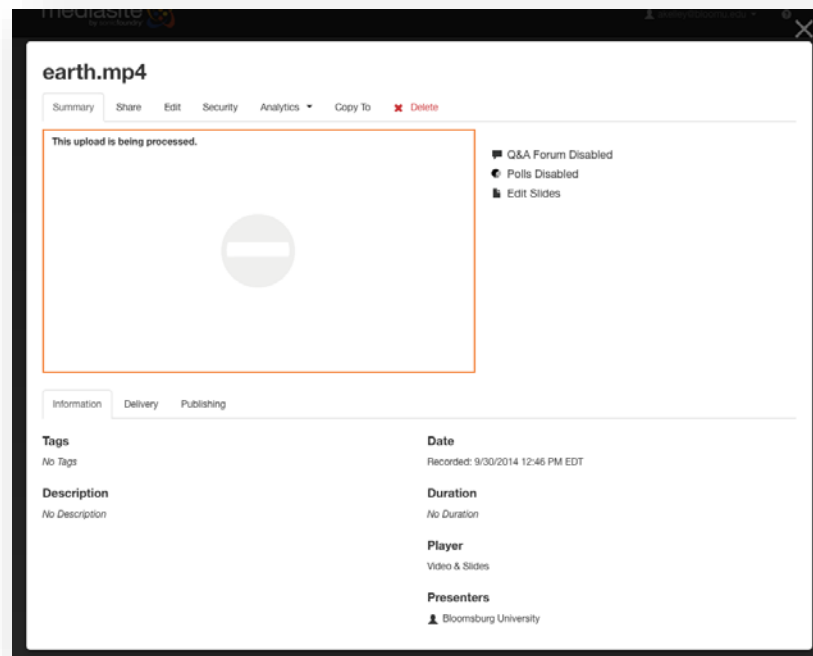 mediasite
earth.mp4
Summary Share Edit Security Analytics Copy To Delete
This upload is being processed.
Q&A Forum Disabled
Polls Disabled
Edit Slides
Information Delivery Publishing
Tags
No Tags
Date
Recorded: 9/30/2014 12:46 PM EDT
Description
No Description
Duration
No Duration
Player
Video & Slides
Presenters
Bloomsburg University